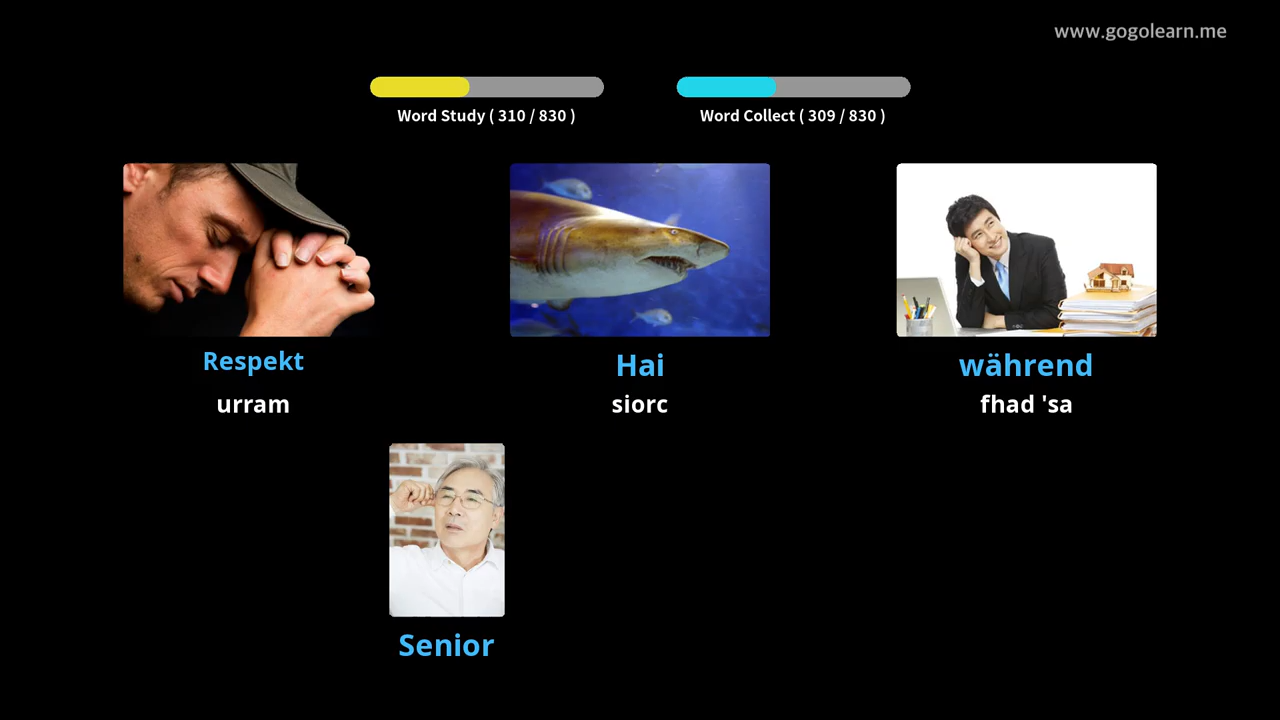 www.gogolearn.me
Word Study ( 310 / 830 )
Word Collect ( 309 / 830 )
Respekt
urram
Hai
siorc
während
fhad 'sa
Senior